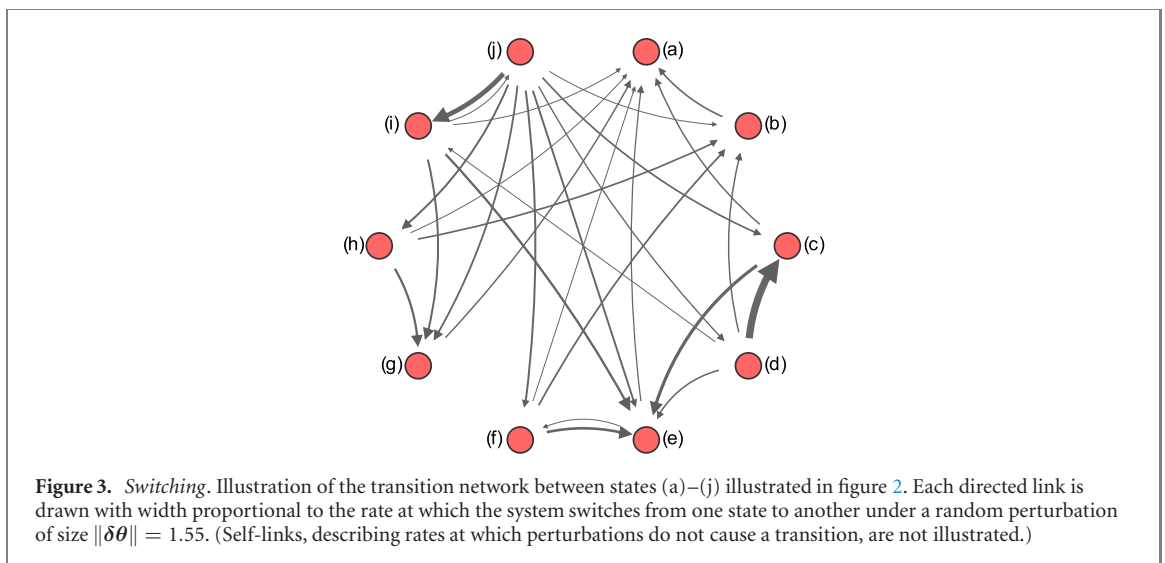 (j)
(a)
(i)
(b)
(h)
(c)
(g)
(d)
(f)
(e)
Figure 3. Switching. Illustration of the transition network between states (a)–(j) illustrated in figure 2. Each directed link is
drawn with width proportional to the rate at which the system switches from one state to another under a random perturbation
of size ‖δθ‖ = 1.55. (Self-links, describing rates at which perturbations do not cause a transition, are not illustrated.)